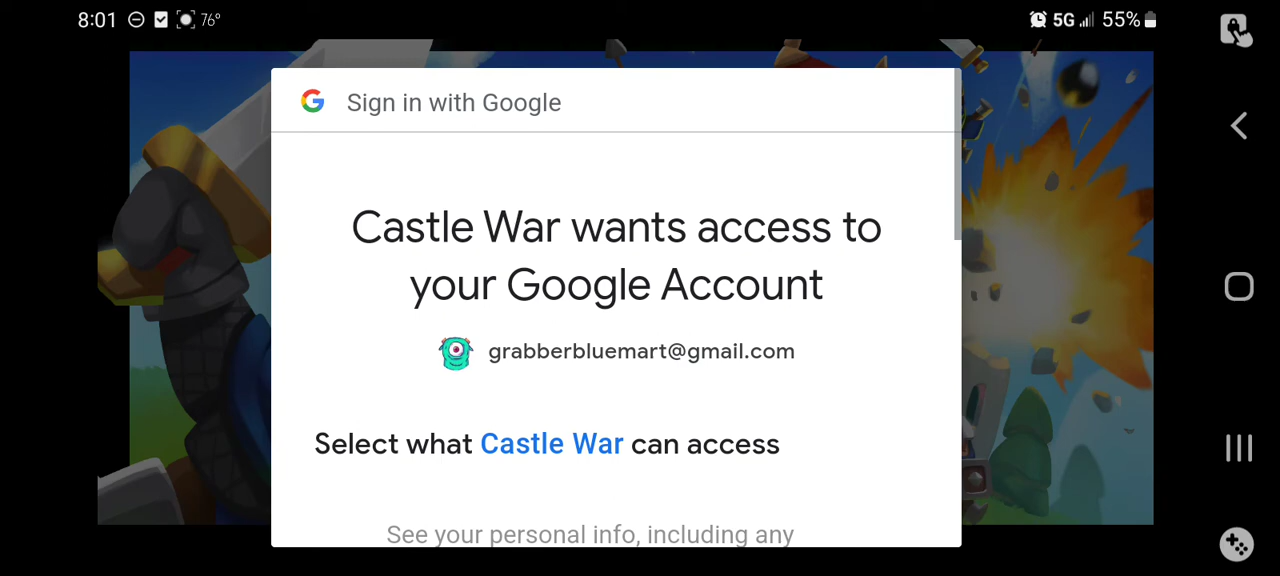 8:01 76° 5G 55%
Sign in with Google
Castle War wants access to
your Google Account
grabberbluemart@gmail.com
Select what Castle War can access
See your personal info, including any